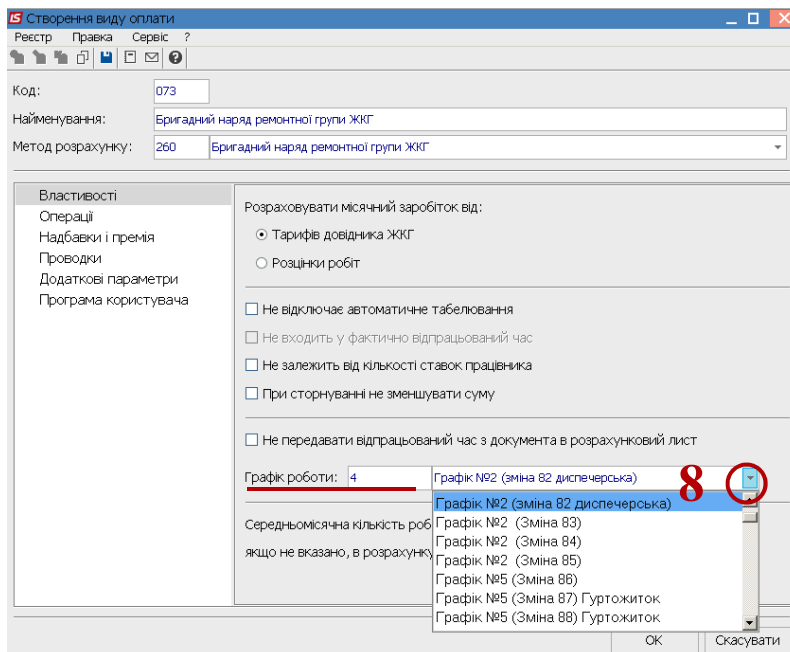 Створення виду оплати
Реєстр Правка Сервіс ?
Код: 073
Найменування: Бригадний наряд ремонтної групи ЖКГ
Метод розрахунку: 260 Бригадний наряд ремонтної групи ЖКГ
Властивості
Операції
Надбавки і премія
Проводки
Додаткові параметри
Програма користувача
Розраховувати місячний заробіток від:
Тарифів довідника ЖКГ
Розцінки робіт
Не відключає автоматичне табелювання
Не входить у фактично відпрацьований час
Не залежить від кількості ставок працівника
При сторнуванні не зменшувати суму
Не передавати відпрацьований час з документа в розрахунковий лист
Графік роботи: 4 Графік №2 (зміна 82 диспечерська) 8
Графік №2 (зміна 82 диспечерська)
Графік №2 (Зміна 83)
Графік №2 (Зміна 84)
Графік №2 (Зміна 85)
Графік №5 (Зміна 86)
Графік №5 (Зміна 87) Гуртожиток
Графік №5 (Зміна 88) Гуртожиток
Середньомісячна кількість роб
якщо не вказано, в розрахунку
ОК Скасувати